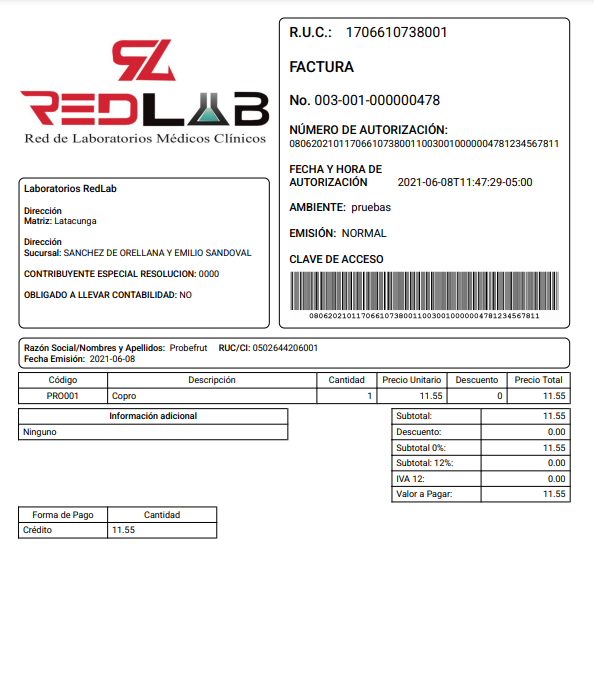 RL
REDLAB
Red de Laboratorios Médicos Clínicos
Laboratorios RedLab
Dirección
Matriz: Latacunga
Dirección
Sucursal: SANCHEZ DE ORELLANA Y EMILIO SANDOVAL
CONTRIBUYENTE ESPECIAL RESOLUCION: 0000
OBLIGADO A LLEVAR CONTABILIDAD: NO
R.U.C.: 1706610738001
FACTURA
No. 003-001-000000478
NÚMERO DE AUTORIZACIÓN:
0806202101170661073800110030010000004781234567811
FECHA Y HORA DE
AUTORIZACIÓN 2021-06-08T11:47:29-05:00
AMBIENTE: pruebas
EMISIÓN: NORMAL
CLAVE DE ACCESO
0806202101170661073800110030010000004781234567811
Razón Social/Nombres y Apellidos: Probefrut RUC/CI: 0502644206001
Fecha Emisión: 2021-06-08
Código Descripción Cantidad Precio Unitario Descuento Precio Total
PRO001 Copro 1 11.55 0 11.55
Información adicional
Ninguno
Subtotal: 11.55
Descuento: 0.00
Subtotal 0%: 11.55
Subtotal: 12%: 0.00
IVA 12: 0.00
Valor a Pagar: 11.55
Forma de Pago Cantidad
Crédito 11.55